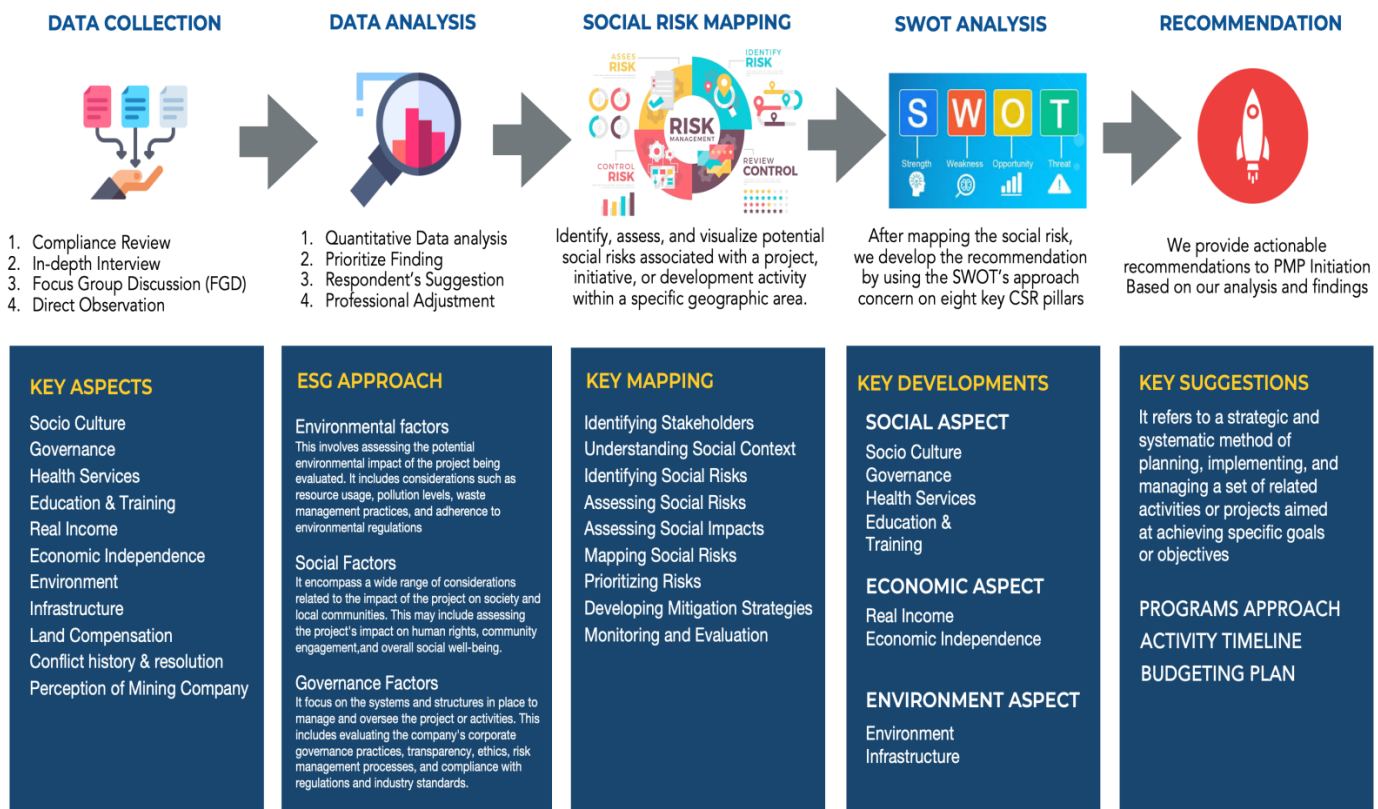 DATA COLLECTION
DATA ANALYSIS
SOCIAL RISK MAPPING
SWOT ANALYSIS
RECOMMENDATION
ASSES
RISK
IDENTIFY
RISK
RISK
MANAGEMENT
CONTROL
RISK
REVIEW
CONTROL
S W O T
Strength Weakness Opportunity Threat
1. Compliance Review
2. In-depth Interview
3. Focus Group Discussion (FGD)
4. Direct Observation
1. Quantitative Data analysis
2. Prioritize Finding
3. Respondent's Suggestion
4. Professional Adjustment
Identify, assess, and visualize potential
social risks associated with a project,
initiative, or development activity
within a specific geographic area.
After mapping the social risk,
we develop the recommendation
by using the SWOT's approach
concern on eight key CSR pillars
We provide actionable
recommendations to PMP Initiation
Based on our analysis and findings
KEY ASPECTS
Socio Culture
Governance
Health Services
Education & Training
Real Income
Economic Independence
Environment
Infrastructure
Land Compensation
Conflict history & resolution
Perception of Mining Company
ESG APPROACH
Environmental factors
This involves assessing the potential
environmental impact of the project being
evaluated. It includes considerations such as
resource usage, pollution levels, waste
management practices, and adherence to
environmental regulations
Social Factors
It encompass a wide range of considerations
related to the impact of the project on society and
local communities. This may include assessing
the project's impact on human rights, community
engagement,and overall social well-being.
Governance Factors
It focus on the systems and structures in place to
manage and oversee the project or activities. This
includes evaluating the company's corporate
governance practices, transparency, ethics, risk
management processes, and compliance with
regulations and industry standards.
KEY MAPPING
Identifying Stakeholders
Understanding Social Context
Identifying Social Risks
Assessing Social Risks
Assessing Social Impacts
Mapping Social Risks
Prioritizing Risks
Developing Mitigation Strategies
Monitoring and Evaluation
KEY DEVELOPMENTS
SOCIAL ASPECT
Socio Culture
Governance
Health Services
Education &
Training
ECONOMIC ASPECT
Real Income
Economic Independence
ENVIRONMENT ASPECT
Environment
Infrastructure
KEY SUGGESTIONS
It refers to a strategic and
systematic method of
planning, implementing, and
managing a set of related
activities or projects aimed
at achieving specific goals
or objectives
PROGRAMS APPROACH
ACTIVITY TIMELINE
BUDGETING PLAN